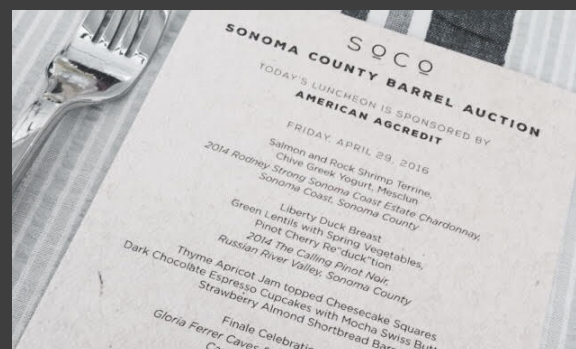 SOCO
SONOMA COUNTY BARREL AUCTION
TODAY'S LUNCHEON IS SPONSORED BY
AMERICAN AGCREDIT
FRIDAY APRIL 29, 2016
Salmon and Rock Shrimp Terrine,
Chive Greek Yogurt, Mesclun
2014 Rodney Strong Sonoma Coast Estate Chardonnay,
Sonoma Coast, Sonoma County
Liberty Duck Breast
Green Lentils with Spring Vegetables,
Pinot Cherry Re"duck"tion
2014 The Calling Pinot Noir,
Russian River Valley, Sonoma County
Thyme Apricot Jam topped Cheesecake Squares
Dark Chocolate Espresso Cupcakes with Mocha Swiss
Strawberry Almond Shortbread
Finale
Gloria Ferrer Caves